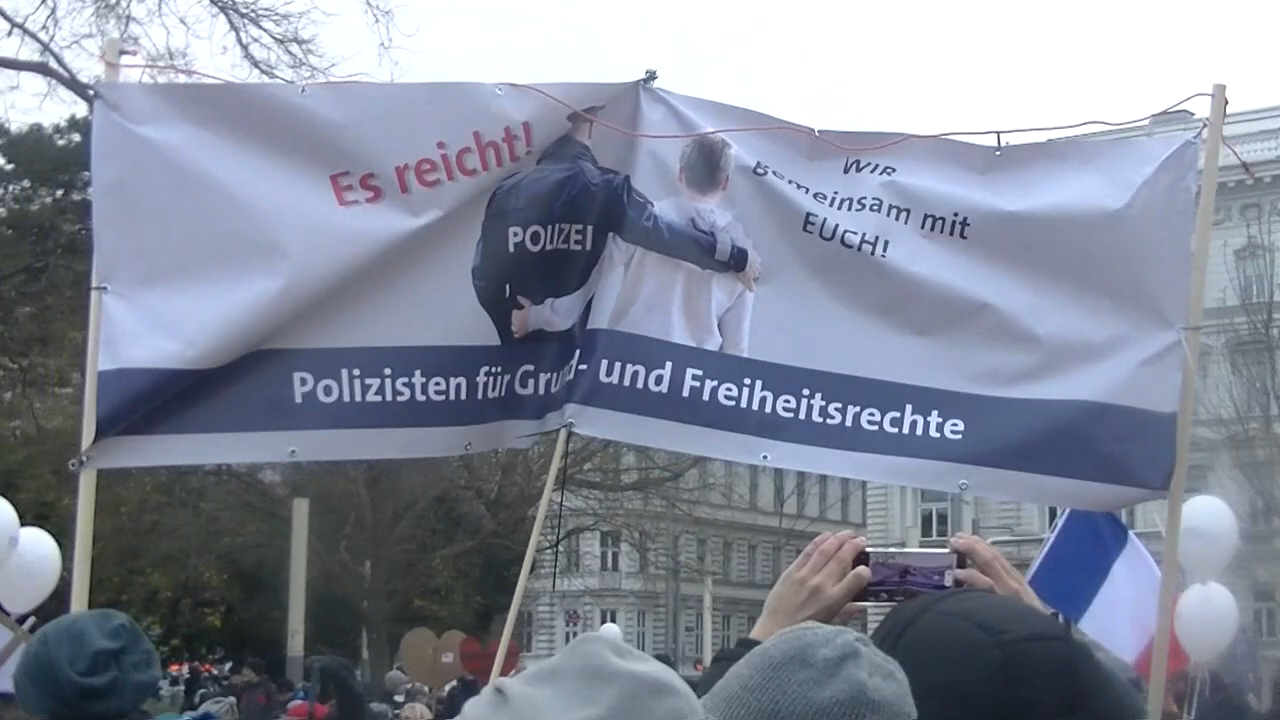 Es reicht!
POLIZEI
WIR
Gemeinsam mit
EUCH!
Polizisten für Grund- und Freiheitsrechte